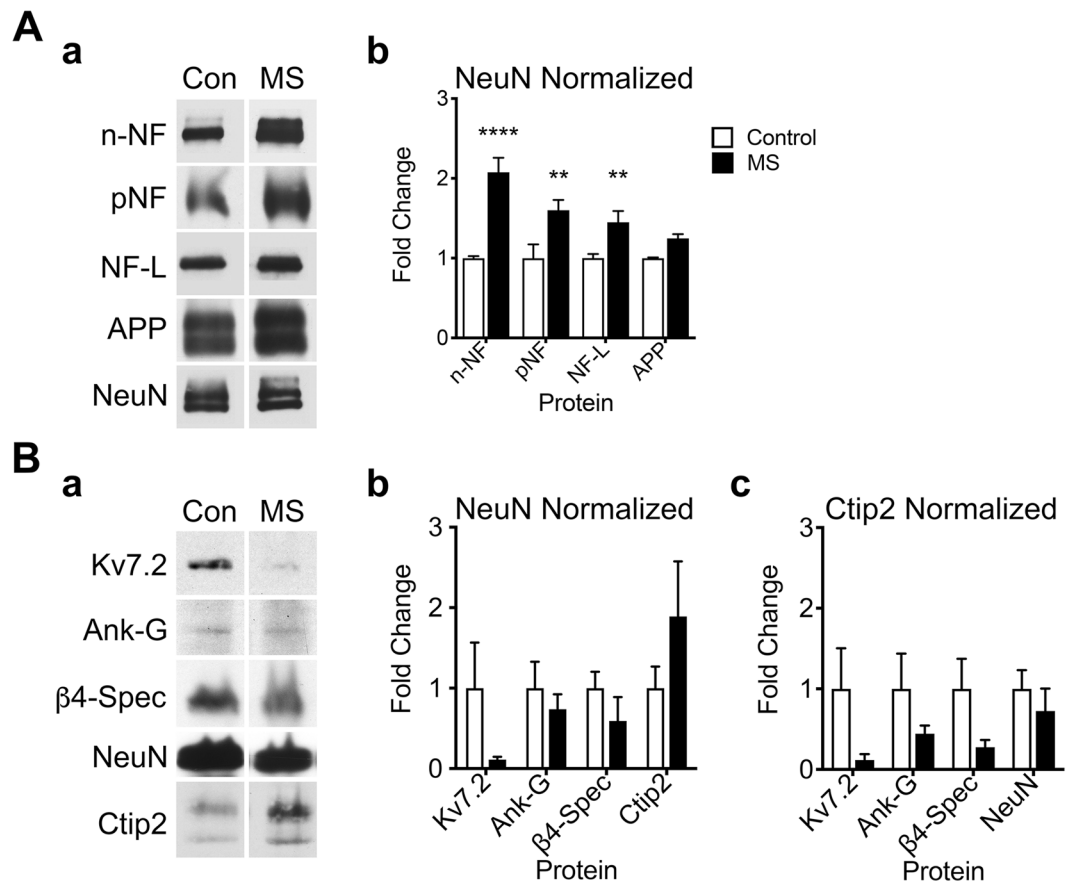 A
a
Con MS
n-NF
pNF
NF-L
APP
NeuN
b
NeuN Normalized
Fold Change
3
2
1
0
****
**
**
n-NF
pNF
NF-L
APP
Protein
Control
MS
B
a
Con MS
Kv7.2
Ank-G
β4-Spec
NeuN
Ctip2
b
NeuN Normalized
Fold Change
3
2
1
0
Kv7.2
Ank-G
β4-Spec
Ctip2
Protein
c
Ctip2 Normalized
Fold Change
3
2
1
0
Kv7.2
Ank-G
β4-Spec
NeuN
Protein